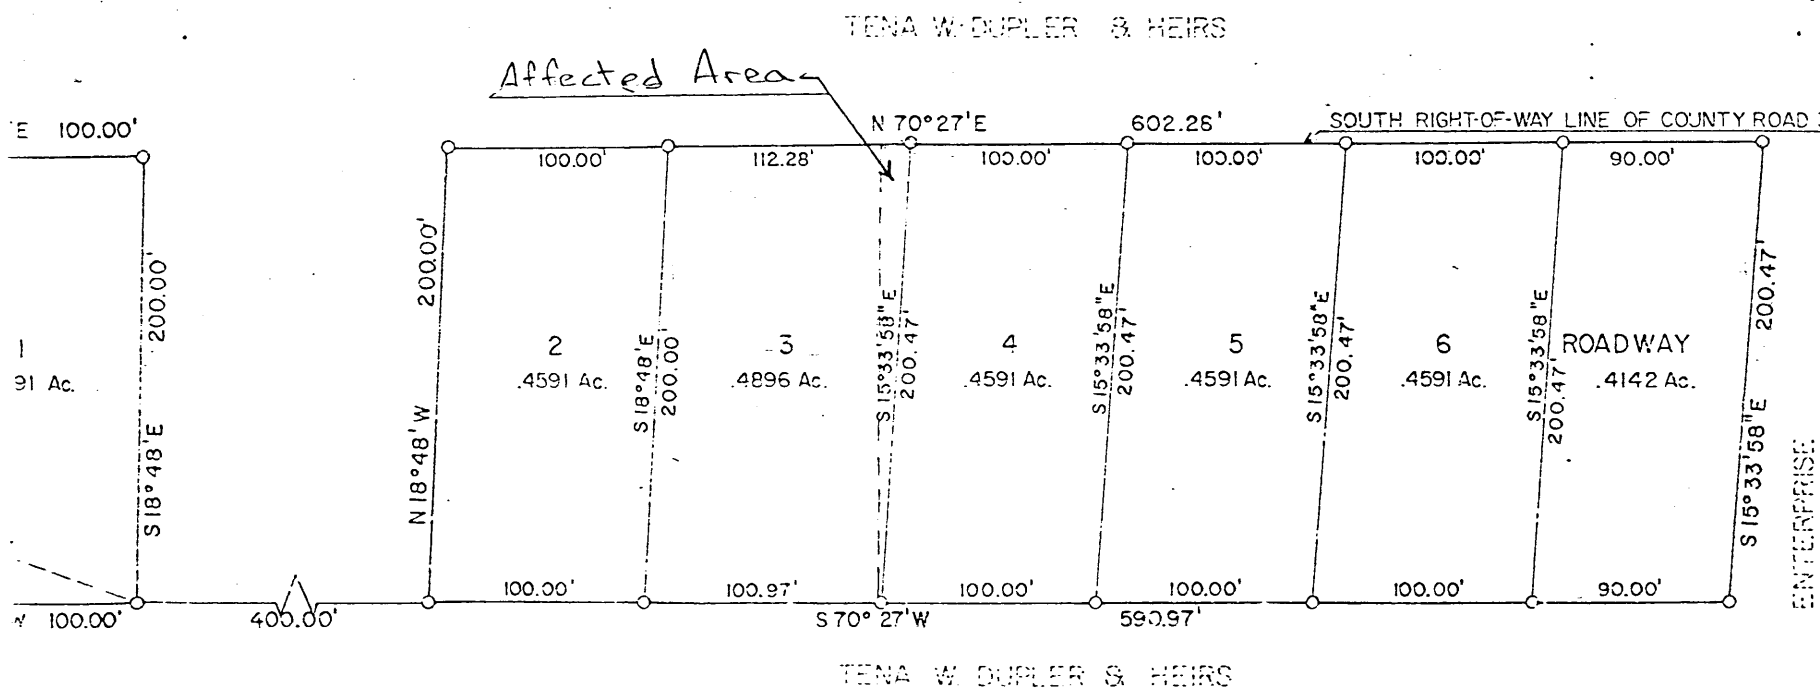 TENA W. DUPLER & HEIRS
Affected Area
E 100.00'
N 70°27'E 602.28'
SOUTH RIGHT-OF-WAY LINE OF COUNTY ROAD
100.00' 112.28' 100.00' 100.00' 100.00' 90.00'
S 18°48'E 200.00'
N 18°48'W 200.00'
S 18°48'E 200.00'
S 15°33'58"E 200.47'
S 15°33'58"E 200.47'
S 15°33'58"E 200.47'
S 15°33'58"E 200.47'
S 15°33'58"E 200.47'
1
91 Ac.
2
.4591 Ac.
3
.4896 Ac.
4
.4591 Ac.
5
.4591 Ac.
6
.4591 Ac.
ROADWAY
.4142 Ac.
ENTERPRISE
100.00' 100.97' 100.00' 100.00' 100.00' 90.00'
W 100.00' 400.00' S 70°27'W 590.97'
TENA W. DUPLER & HEIRS